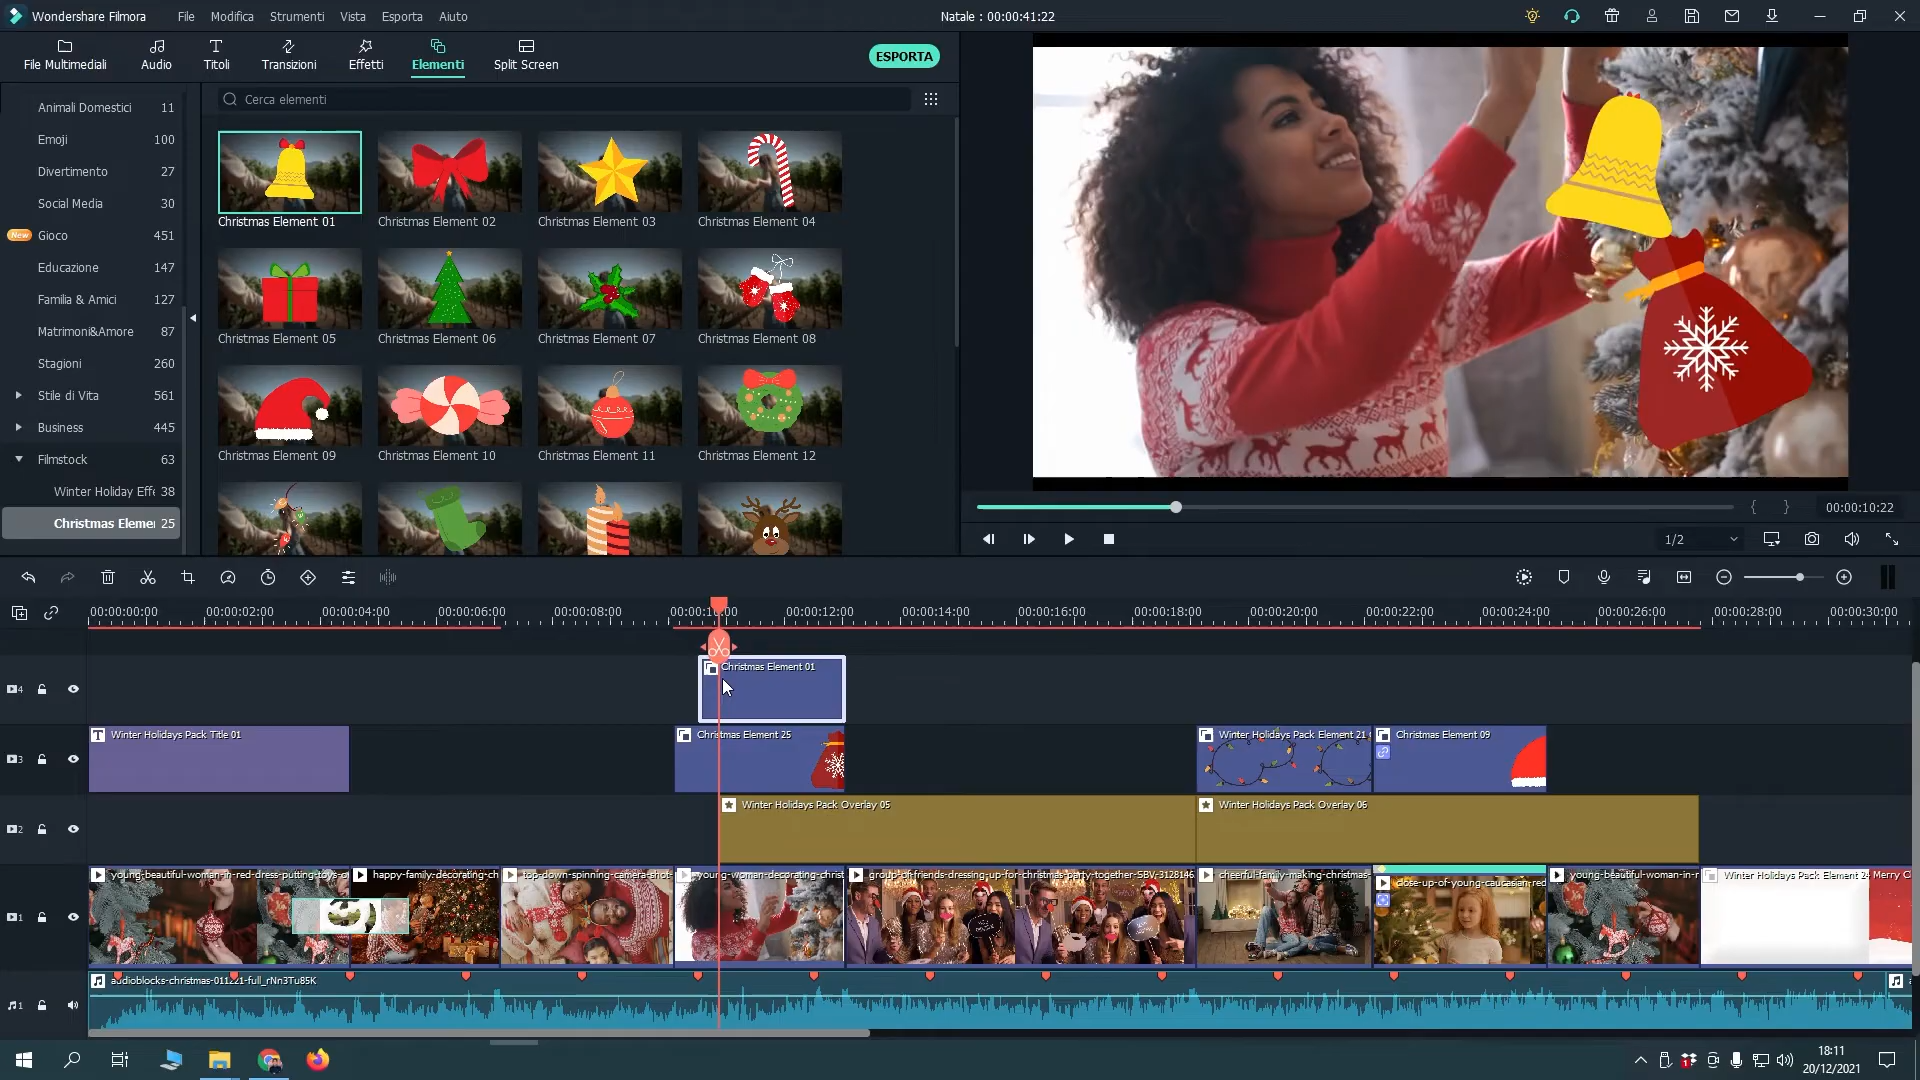 Wondershare Filmora
File Modifica Strumenti Vista Esporta Aiuto
Natale : 00:00:41:22
File Multimediali
Audio
Titoli
Transizioni
Effetti
Elementi
Split Screen
ESPORTA
Animali Domestici 11
Emoji 100
Divertimento 27
Social Media 30
New Gioco 451
Educazione 147
Familia & Amici 127
Matrimoni&Amore 87
Stagioni 260
Stile di Vita 561
Business 445
Filmstock 63
Winter Holiday Effe 38
Christmas Eleme 25
Cerca elementi
Christmas Element 01
Christmas Element 02
Christmas Element 03
Christmas Element 04
Christmas Element 05
Christmas Element 06
Christmas Element 07
Christmas Element 08
Christmas Element 09
Christmas Element 10
Christmas Element 11
Christmas Element 12
{ } 00:00:10:22
1/2
00:00:00:00 00:00:02:00 00:00:04:00 00:00:06:00 00:00:08:00 00:00:10:00 00:00:12:00 00:00:14:00 00:00:16:00 00:00:18:00 00:00:20:00 00:00:22:00 00:00:24:00 00:00:26:00 00:00:28:00 00:00:30:00
4
Christmas Element 01
3
Winter Holidays Pack Title 01
Christmas Element 25
Winter Holidays Pack Element 21
Christmas Element 09
2
Winter Holidays Pack Overlay 05
Winter Holidays Pack Overlay 06
1
young-beautiful-woman-in-red-dress-putting-toys-o
happy-family-decorating-ch
top-down-spinning-camera-shot-
young-woman-decorating-christ
group-of-friends-dressing-up-for-christmas-party-together-SBV-3128146
cheerful-family-making-christmas-
close-up-of-young-caucasian-red
young-beautiful-woman-in-r
Winter Holidays Pack Element 24 Merry C
1
audioblocks-christmas-011221-full_rNn3Tu85K
18:11
20/12/2021